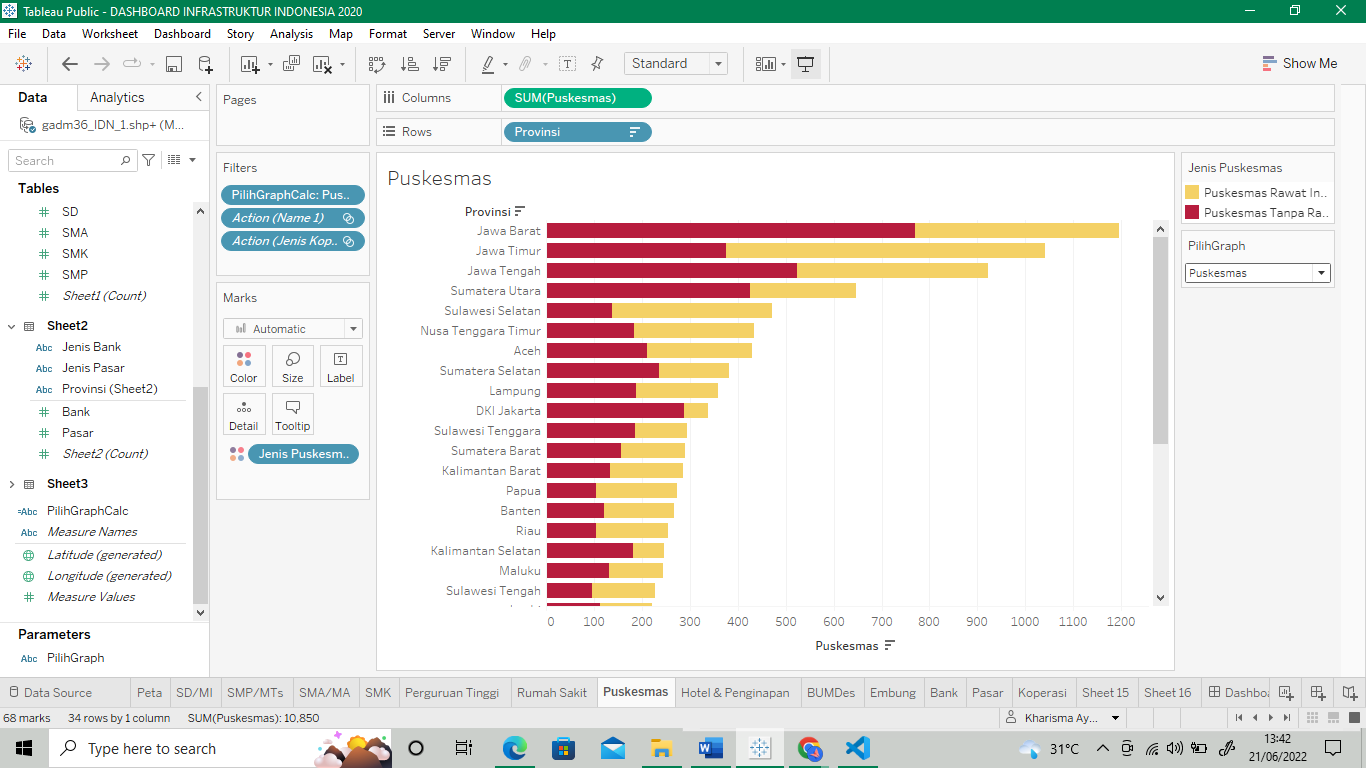 Tableau Public - DASHBOARD INFRASTRUKTUR INDONESIA 2020
File Data Worksheet Dashboard Story Analysis Map Format Server Window Help
Standard
Show Me
Data Analytics
gadm36_IDN_1.shp+ (M...
Search
Tables
SD
SMA
SMK
SMP
Sheet1 (Count)
Sheet2
Abc Jenis Bank
Abc Jenis Pasar
Abc Provinsi (Sheet2)
Bank
Pasar
Sheet2 (Count)
Sheet3
=Abc PilihGraphCalc
Abc Measure Names
Latitude (generated)
Longitude (generated)
Measure Values
Parameters
Abc PilihGraph
Pages
Filters
PilihGraphCalc: Pus..
Action (Name 1)
Action (Jenis Kop..
Marks
Automatic
Color Size Label
Detail Tooltip
Jenis Puskesm..
Columns SUM(Puskesmas)
Rows Provinsi
Puskesmas
Provinsi
Jawa Barat
Jawa Timur
Jawa Tengah
Sumatera Utara
Sulawesi Selatan
Nusa Tenggara Timur
Aceh
Sumatera Selatan
Lampung
DKI Jakarta
Sulawesi Tenggara
Sumatera Barat
Kalimantan Barat
Papua
Banten
Riau
Kalimantan Selatan
Maluku
Sulawesi Tengah
0 100 200 300 400 500 600 700 800 900 1000 1100 1200
Puskesmas
Jenis Puskesmas
Puskesmas Rawat In..
Puskesmas Tanpa Ra..
PilihGraph
Puskesmas
Data Source Peta SD/MI SMP/MTs SMA/MA SMK Perguruan Tinggi Rumah Sakit Puskesmas Hotel & Penginapan BUMDes Embung Bank Pasar Koperasi Sheet 15 Sheet 16 Dashboa
68 marks 34 rows by 1 column SUM(Puskesmas): 10,850
Kharisma Ay...
Type here to search
31°C
13:42
21/06/2022